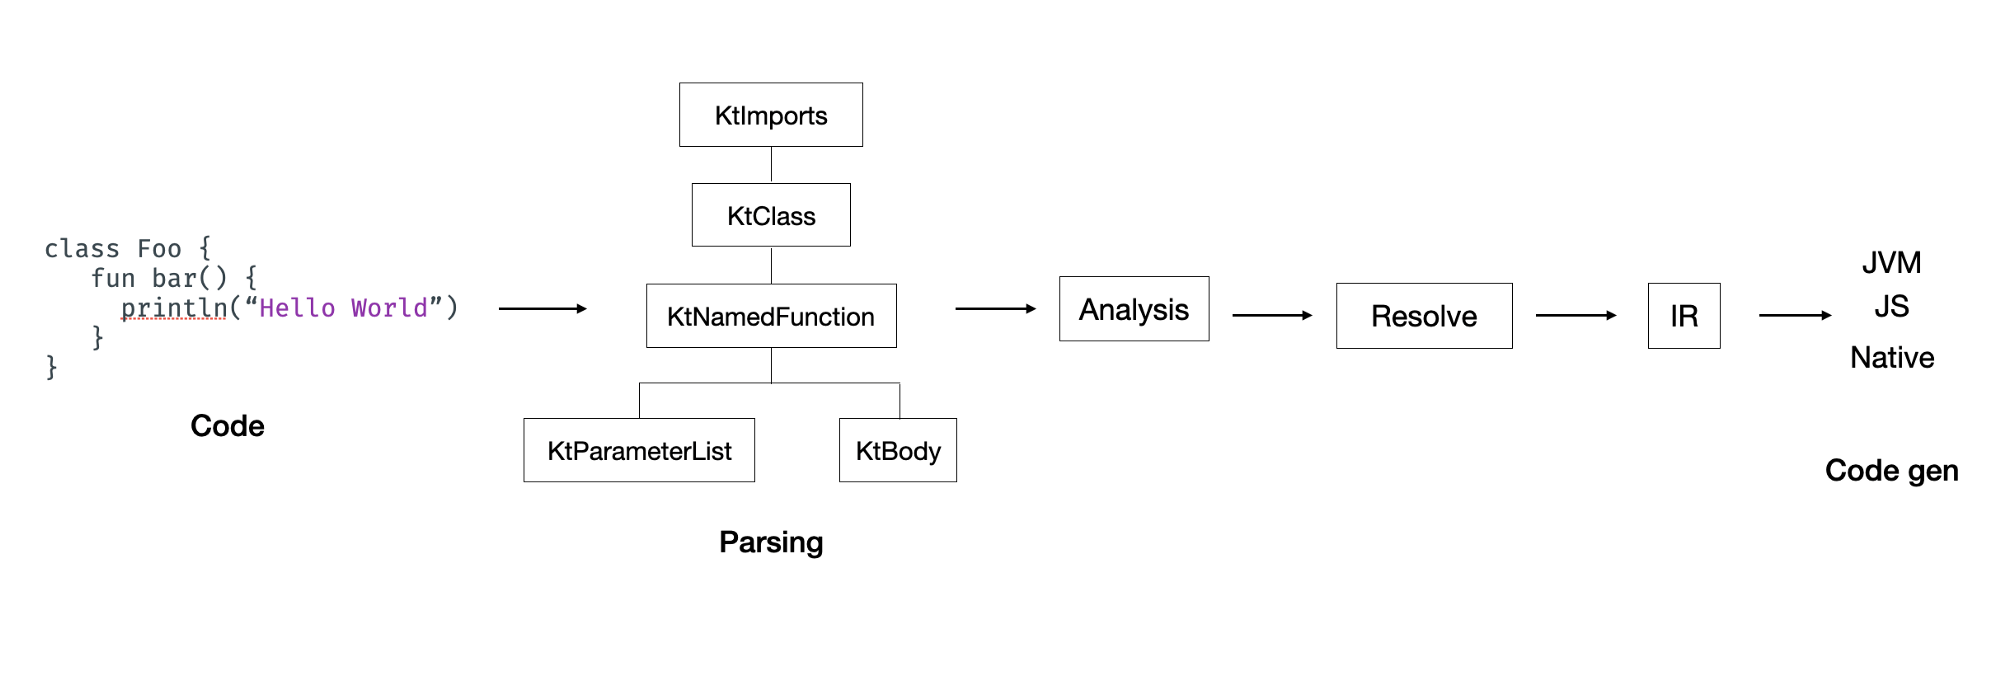 class Foo {
fun bar() {
println(“Hello World”)
}
}
Code
KtImports
KtClass
KtNamedFunction
KtParameterList
KtBody
Parsing
Analysis
Resolve
IR
JVM
JS
Native
Code gen